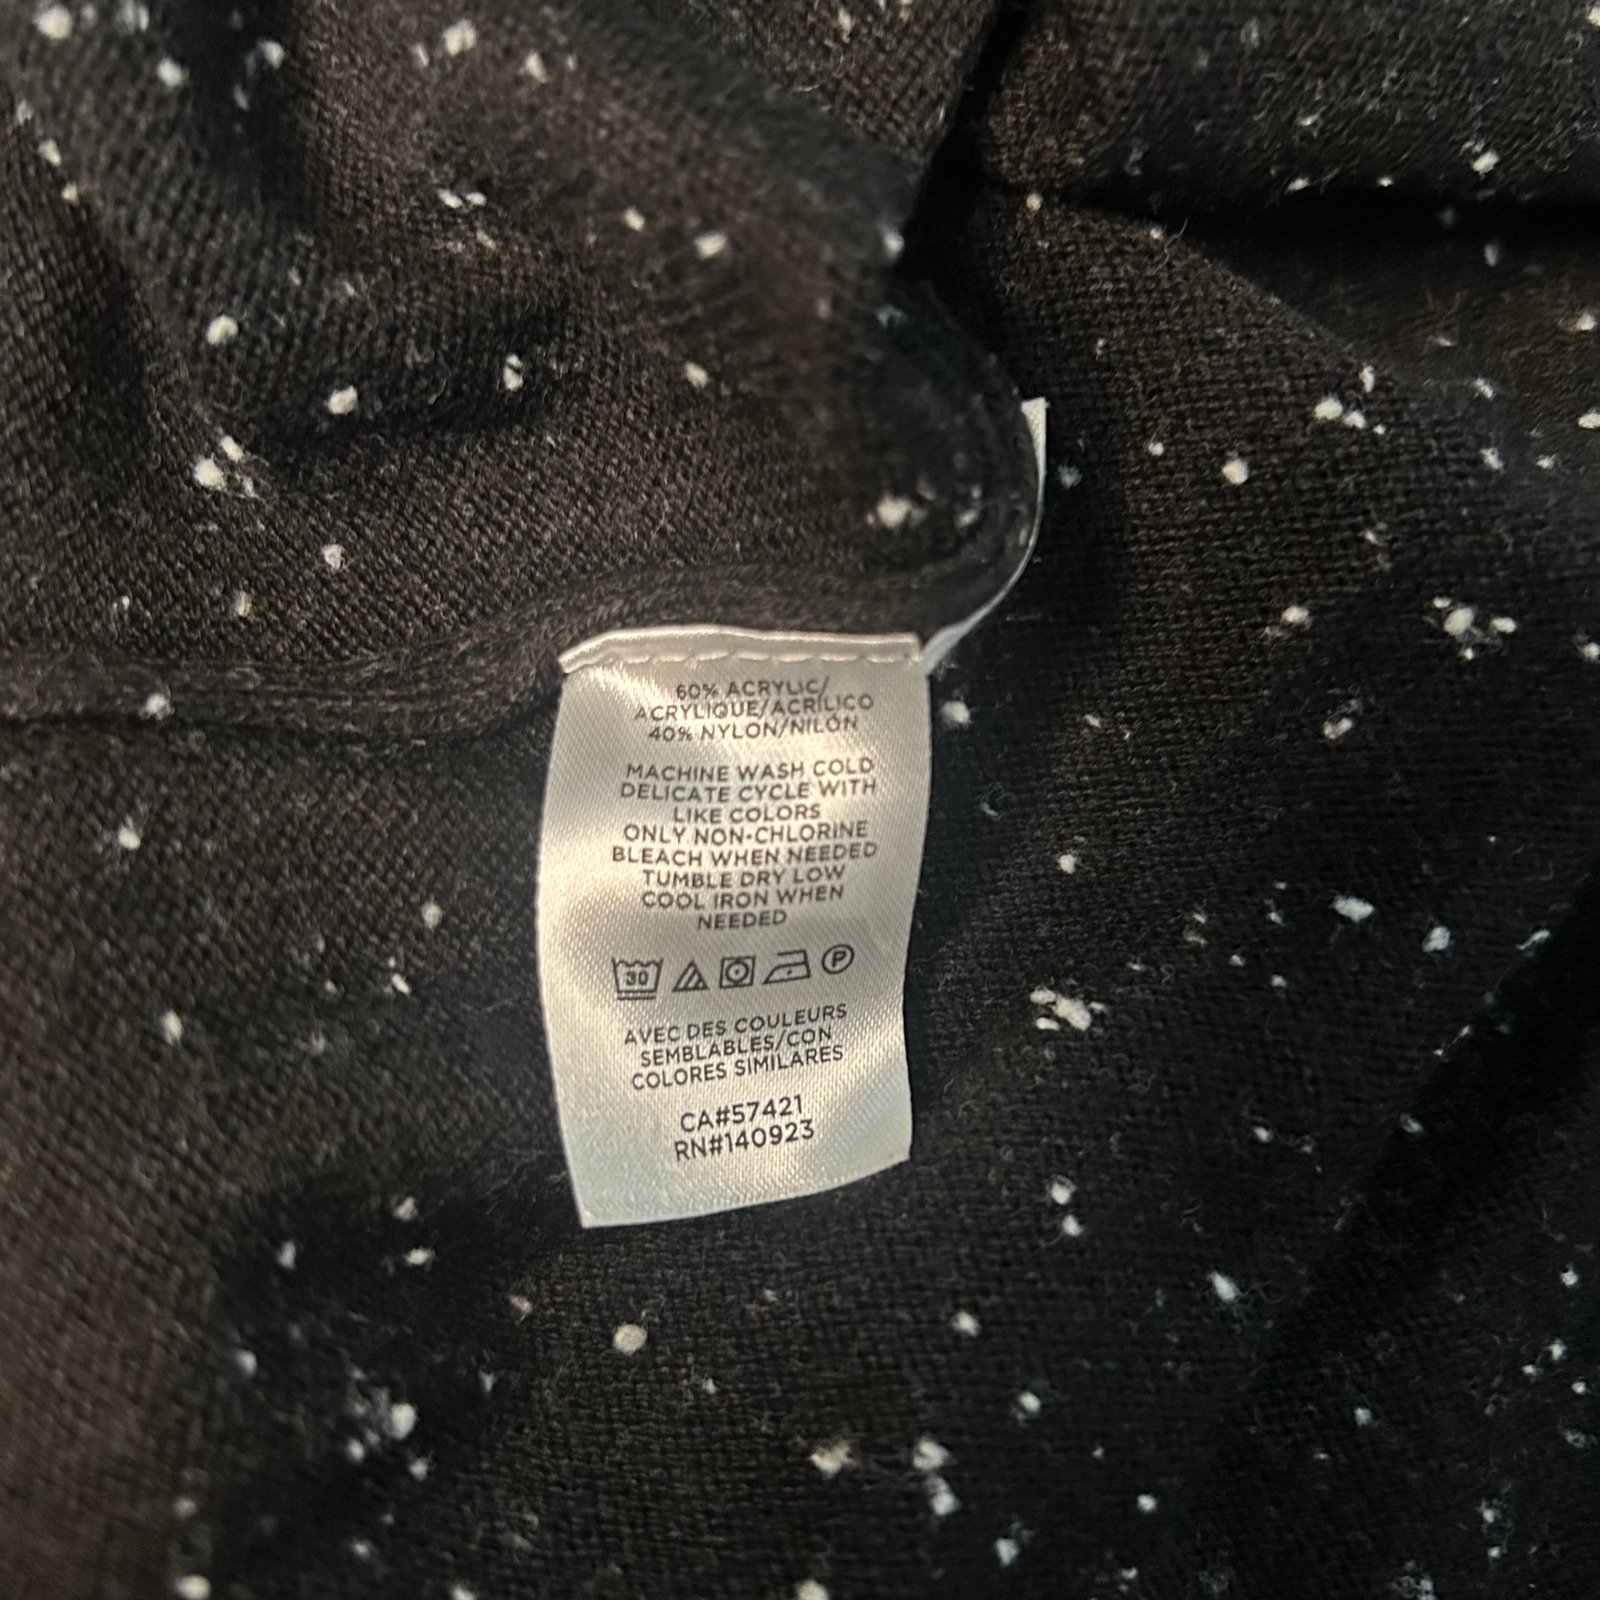 60% ACRYLIC/
ACRYLIQUE/ACRÍLICO
40% NYLON/NILÓN
MACHINE WASH COLD
DELICATE CYCLE WITH
LIKE COLORS
ONLY NON-CHLORINE
BLEACH WHEN NEEDED
TUMBLE DRY LOW
COOL IRON WHEN
NEEDED
30 P
AVEC DES COULEURS
SEMBLABLES/CON
COLORES SIMILARES
CA#57421
RN#140923